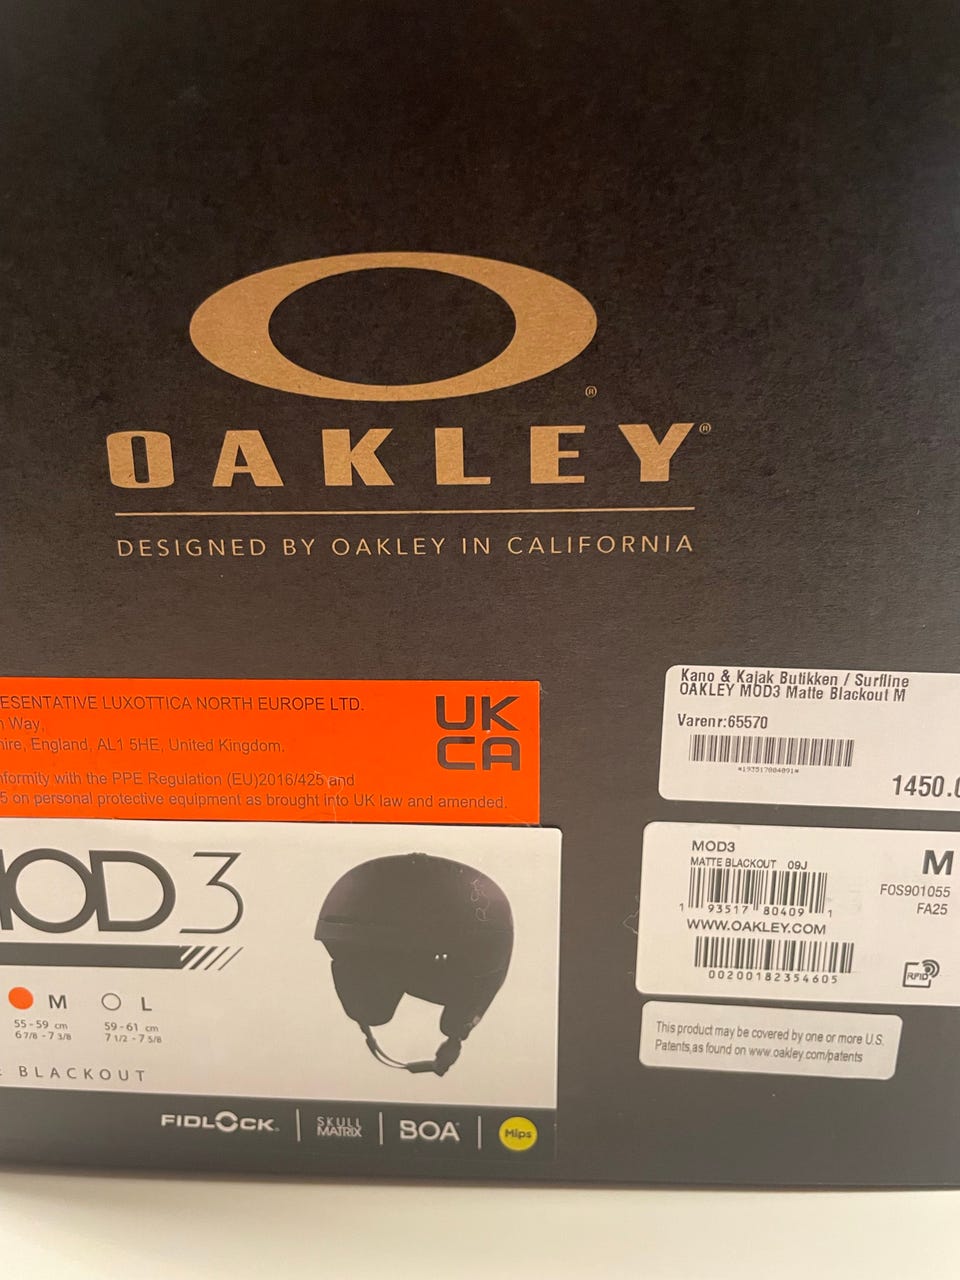 OAKLEY®
DESIGNED BY OAKLEY IN CALIFORNIA
ESENTATIVE LUXOTTICA NORTH EUROPE LTD.
Way,
ire, England, AL1 5HE, United Kingdom,
nformity with the PPE Regulation (EU)2016/425 and
5 on personal protective equipment as brought into UK law and amended.
UK
CA
Kano & Kajak Butikken / Surfline
OAKLEY MOD3 Matte Blackout M
Varenr:65570
*193517804091*
1450.0
MOD3
M L
55-59 cm
6 7/8 - 7 3/8
59-61 cm
7 1/2 - 7 5/8
BLACKOUT
FIDLOCK
SKULL
MATRIX
BOA
Mips
MOD3
MATTE BLACKOUT 09J
M
FOS901055
FA25
1 93517 80409 1
WWW.OAKLEY.COM
00200182354605
RFID
This product may be covered by one or more U.S.
Patents,as found on www.oakley.com/patents